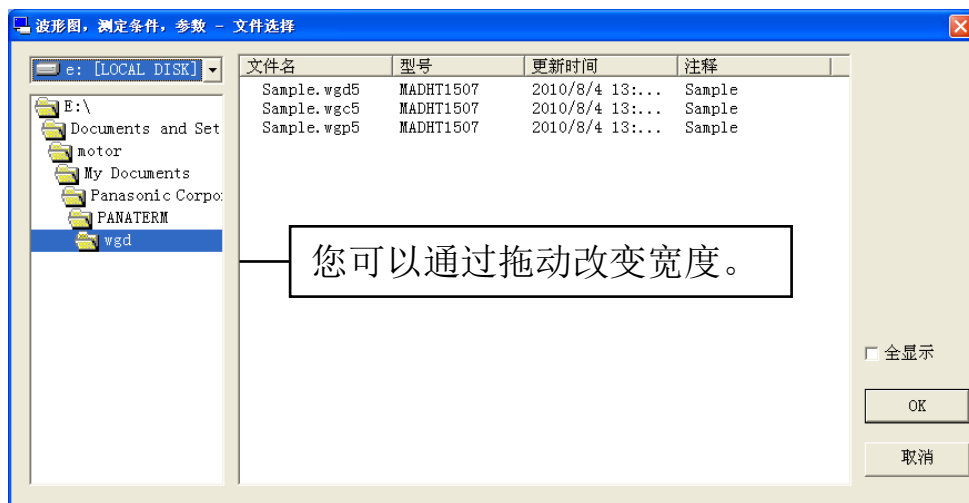 波形图，测定条件，参数 - 文件选择
e: [LOCAL DISK]
E:\
Documents and Set
motor
My Documents
Panasonic Corpo
PANATERM
wgd
文件名 型号 更新时间 注释
Sample.wgd5 MADHT1507 2010/8/4 13:... Sample
Sample.wgc5 MADHT1507 2010/8/4 13:... Sample
Sample.wgp5 MADHT1507 2010/8/4 13:... Sample
您可以通过拖动改变宽度。
全显示
OK
取消